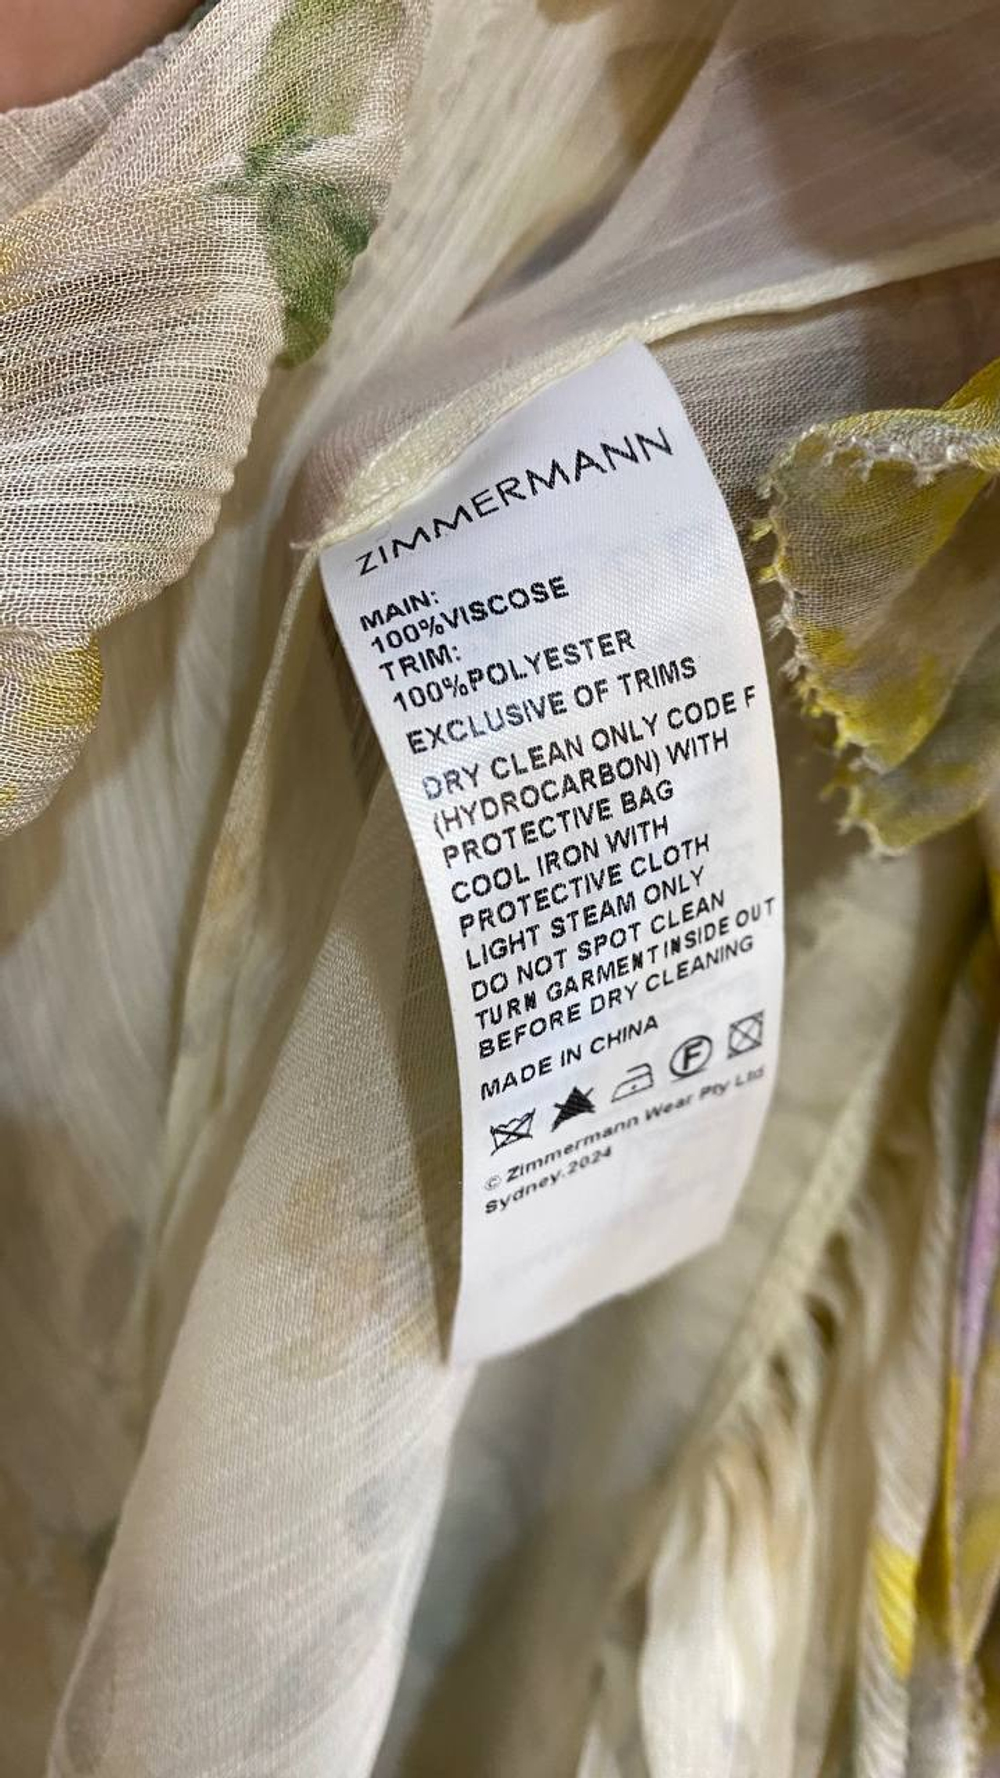 ZIMMERMANN
MAIN:
100%VISCOSE
TRIM:
100%POLYESTER
EXCLUSIVE OF TRIMS
DRY CLEAN ONLY CODE F
(HYDROCARBON) WITH
PROTECTIVE BAG
COOL IRON WITH
PROTECTIVE CLOTH
LIGHT STEAM ONLY
DO NOT SPOT CLEAN
TURN GARMENT INSIDE OUT
BEFORE DRY CLEANING
MADE IN CHINA
F
© Zimmermann Wear Pty Ltd
Sydney.2024